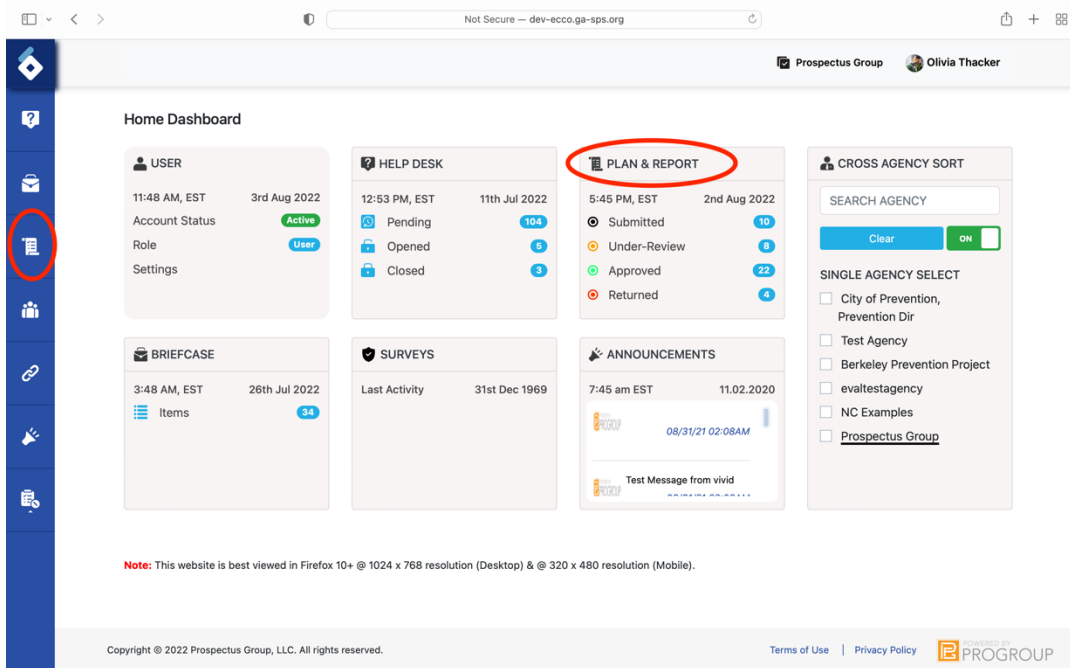 Not Secure — dev-ecco.ga-sps.org
Prospectus Group
Olivia Thacker
Home Dashboard
USER
11:48 AM, EST 3rd Aug 2022
Account Status Active
Role User
Settings
HELP DESK
12:53 PM, EST 11th Jul 2022
Pending 104
Opened 5
Closed 3
PLAN & REPORT
5:45 PM, EST 2nd Aug 2022
Submitted 10
Under-Review 8
Approved 22
Returned 4
CROSS AGENCY SORT
SEARCH AGENCY
Clear ON
SINGLE AGENCY SELECT
City of Prevention,
Prevention Dir
Test Agency
Berkeley Prevention Project
evaltestagency
NC Examples
Prospectus Group
BRIEFCASE
3:48 AM, EST 26th Jul 2022
Items 34
SURVEYS
Last Activity 31st Dec 1969
ANNOUNCEMENTS
7:45 am EST 11.02.2020
PROGROUP
08/31/21 02:08AM
Test Message from vivid
PROGROUP
Note: This website is best viewed in Firefox 10+ @ 1024 x 768 resolution (Desktop) & @ 320 x 480 resolution (Mobile).
Copyright © 2022 Prospectus Group, LLC. All rights reserved.
Terms of Use | Privacy Policy
POWERED BY
PROGROUP